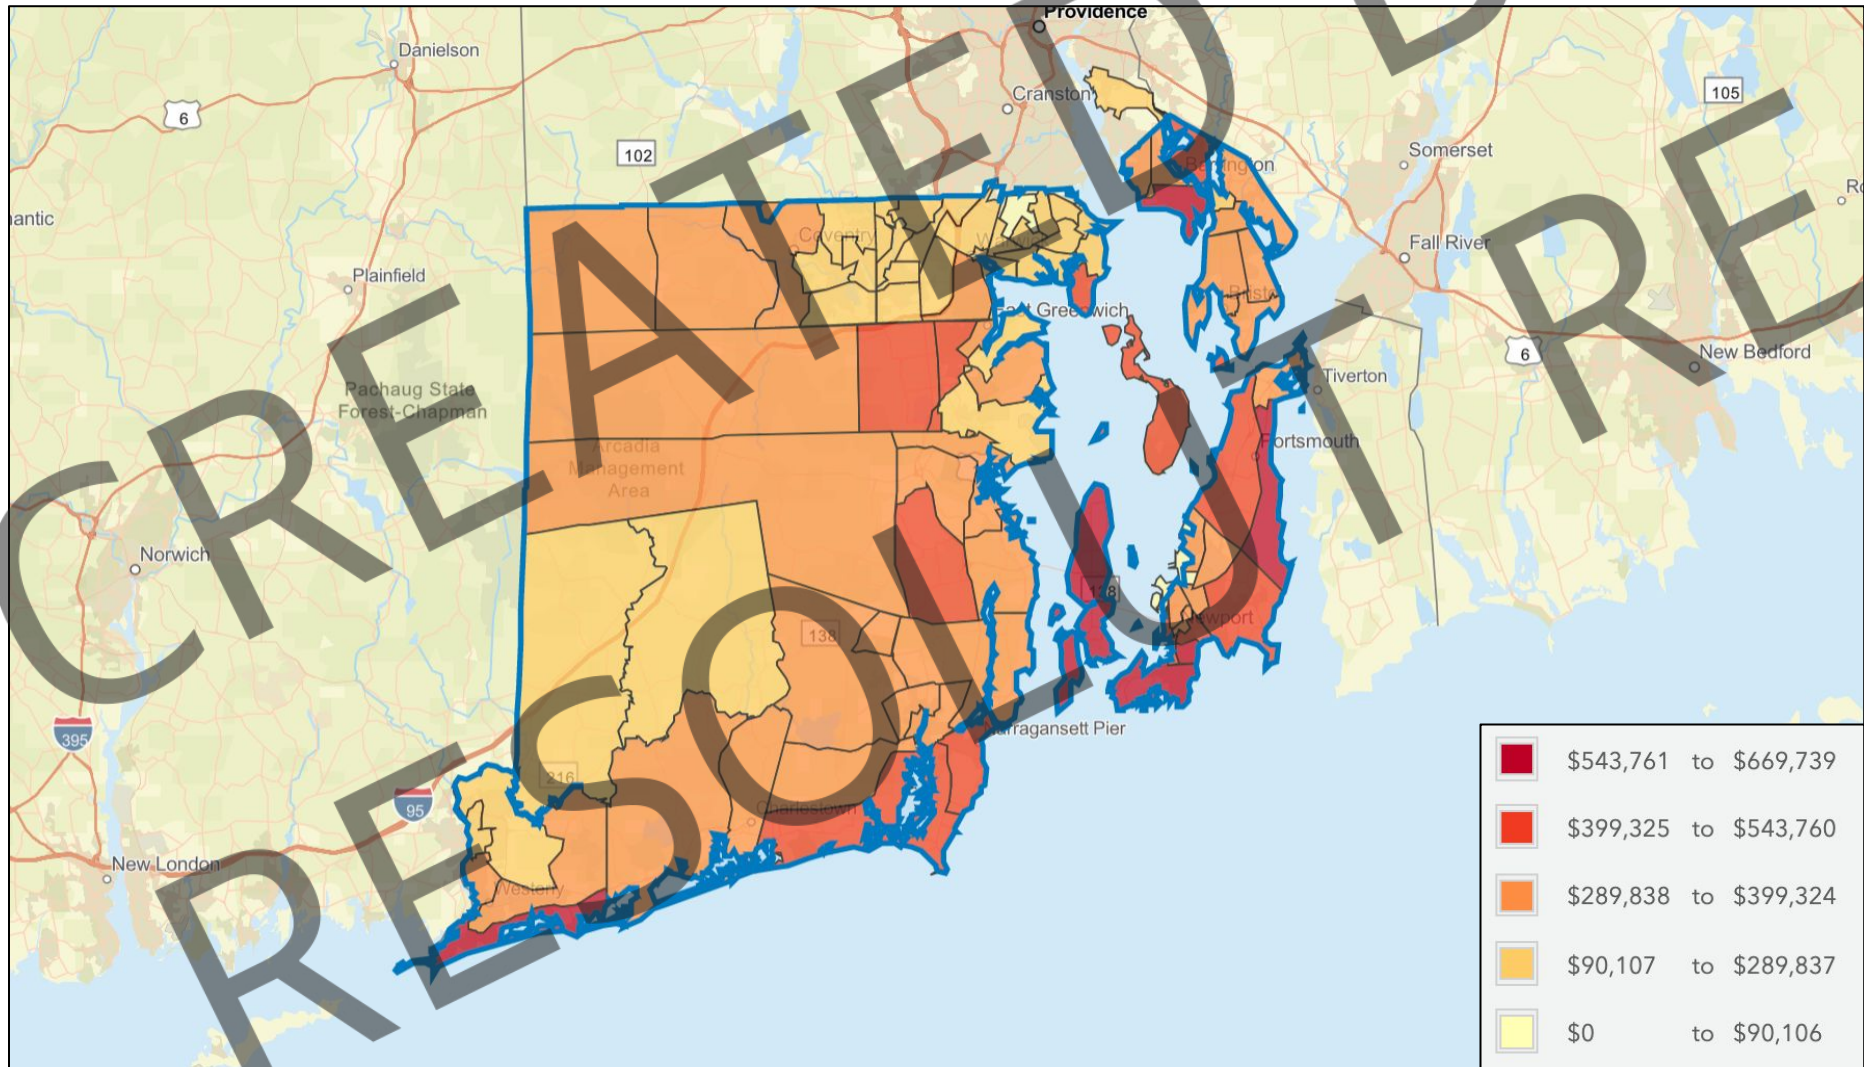 Providence
Danielson
Cranston
105
6
102
Somerset
Barrington
antic
Coventry
Fall River
Plainfield
Bristol
East Greenwich
6
New Bedford
Pachaug State
Forest-Chapman
Tiverton
Arcadia
Management
Area
Portsmouth
Norwich
138
Newport
138
Narragansett Pier
395
216
95
Charlestown
New London
Westerly
CREATED
RESOLUT RE
$543,761 to $669,739
$399,325 to $543,760
$289,838 to $399,324
$90,107 to $289,837
$0 to $90,106